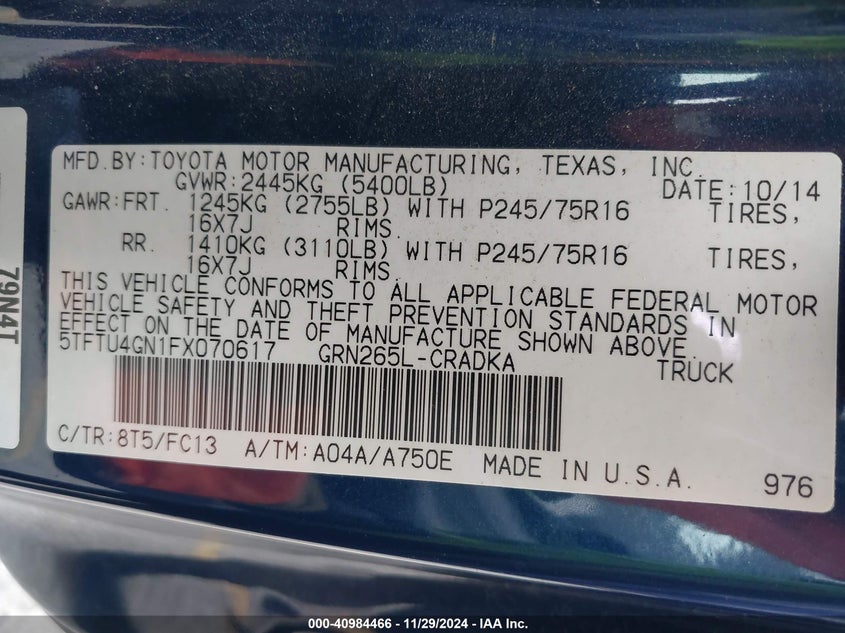 MFD.BY:TOYOTA MOTOR MANUFACTURING, TEXAS, INC.
GVWR:2445KG (5400LB) DATE:10/14
GAWR:FRT. 1245KG (2755LB) WITH P245/75R16 TIRES,
16X7J RIMS.
RR. 1410KG (3110LB) WITH P245/75R16 TIRES,
16X7J RIMS.
THIS VEHICLE CONFORMS TO ALL APPLICABLE FEDERAL MOTOR
VEHICLE SAFETY AND THEFT PREVENTION STANDARDS IN
EFFECT ON THE DATE OF MANUFACTURE SHOWN ABOVE.
5TFTU4GN1FX070617 GRN265L-CRADKA TRUCK
C/TR:8T5/FC13 A/TM:A04A/A750E MADE IN U.S.A. 976
79N4T
000-40984466 - 11/29/2024 - IAA Inc.